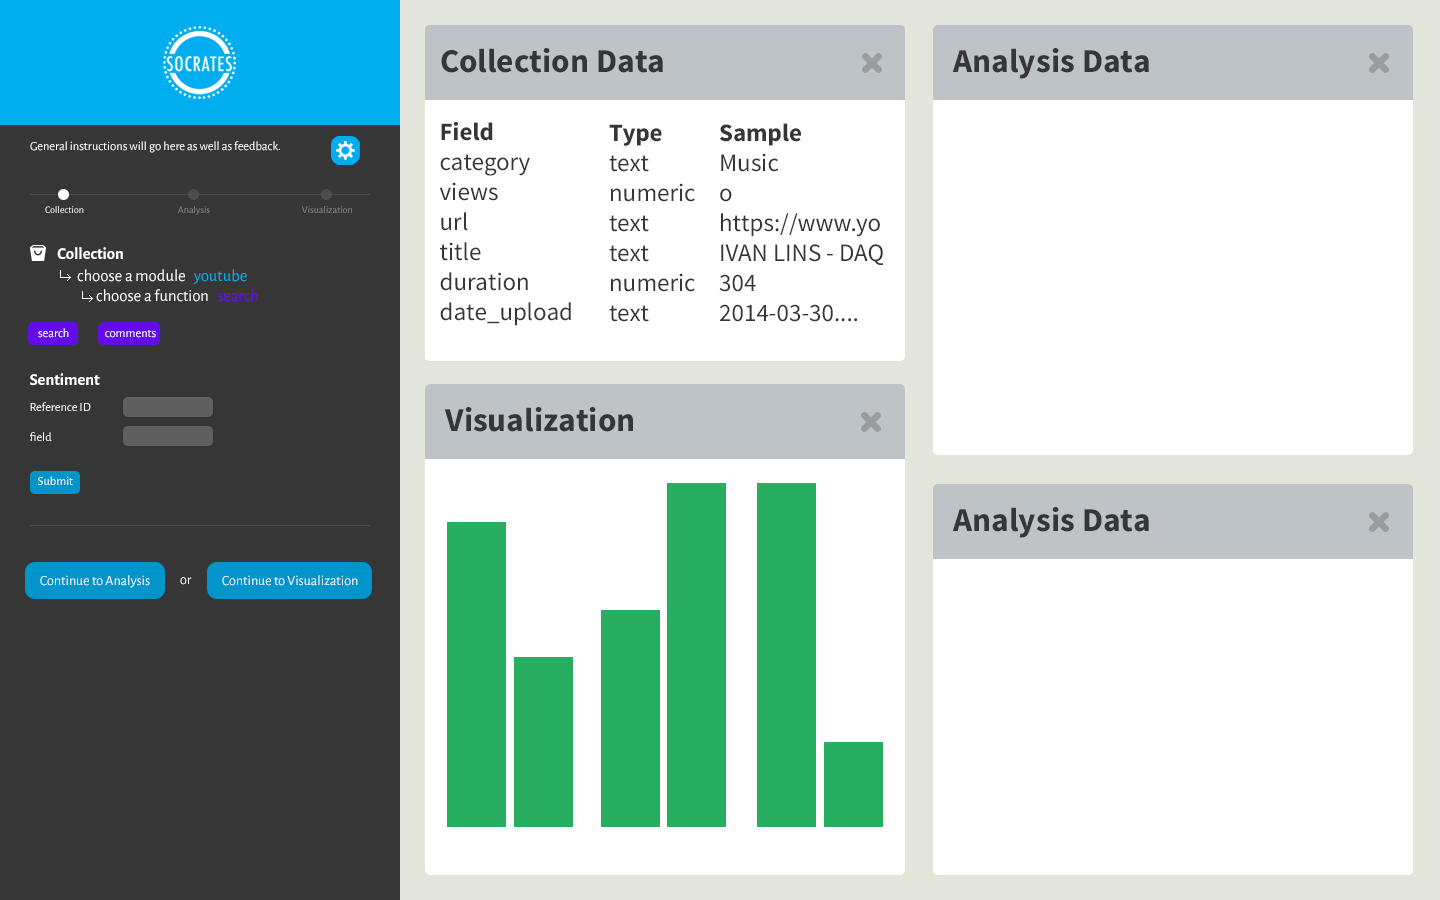 SOCRATES
General instructions will go here as well as feedback.
Collection Analysis Visualization
Collection
choose a module youtube
choose a function search
search comments
Sentiment
Reference ID
field
Submit
Continue to Analysis or Continue to Visualization
Collection Data
Field Type Sample
category text Music
views numeric 0
url text https://www.yo
title text IVAN LINS - DAQ
duration numeric 304
date_upload text 2014-03-30....
Visualization
Analysis Data
Analysis Data